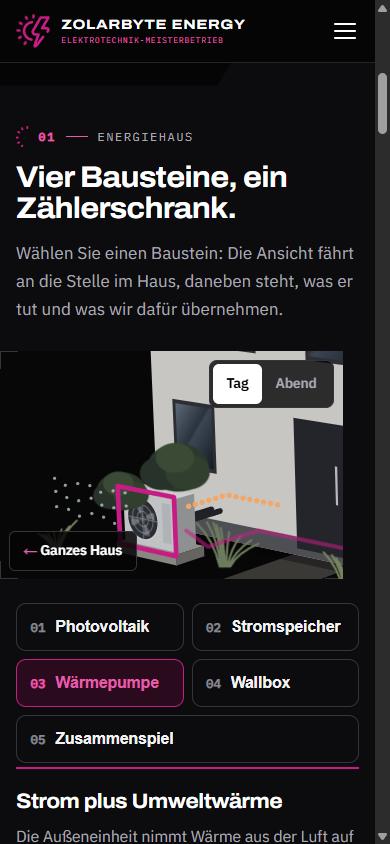 ZOLARBYTE ENERGY
ELEKTROTECHNIK-MEISTERBETRIEB
01 ENERGIEHAUS
Vier Bausteine, ein
Zählerschrank.
Wählen Sie einen Baustein: Die Ansicht fährt
an die Stelle im Haus, daneben steht, was er
tut und was wir dafür übernehmen.
Tag Abend
← Ganzes Haus
01 Photovoltaik
02 Stromspeicher
03 Wärmepumpe
04 Wallbox
05 Zusammenspiel
Strom plus Umweltwärme
Die Außeneinheit nimmt Wärme aus der Luft auf